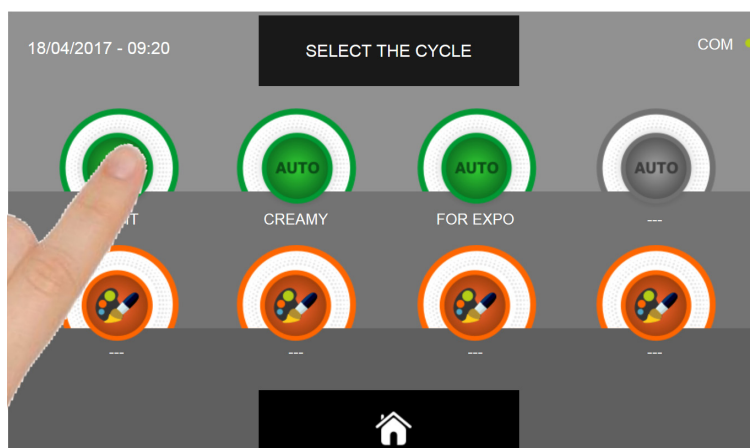 18/04/2017 - 09:20
SELECT THE CYCLE
COM
AUTO
AUTO
AUTO
CREAMY
FOR EXPO
---
---
---
---
---